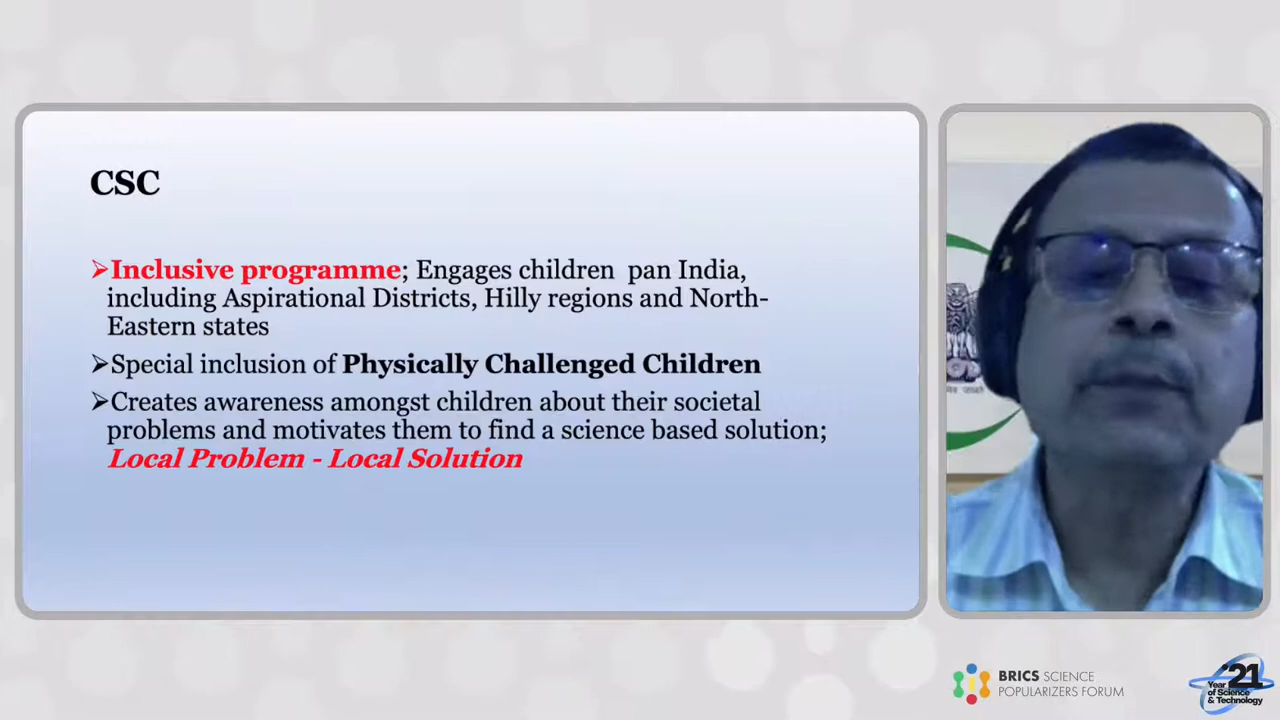 CSC
➢Inclusive programme; Engages children pan India,
including Aspirational Districts, Hilly regions and North-
Eastern states
➢Special inclusion of Physically Challenged Children
➢Creates awareness amongst children about their societal
problems and motivates them to find a science based solution;
Local Problem - Local Solution
BRICS SCIENCE
POPULARIZERS FORUM
'21
Year
of Science
& Technology